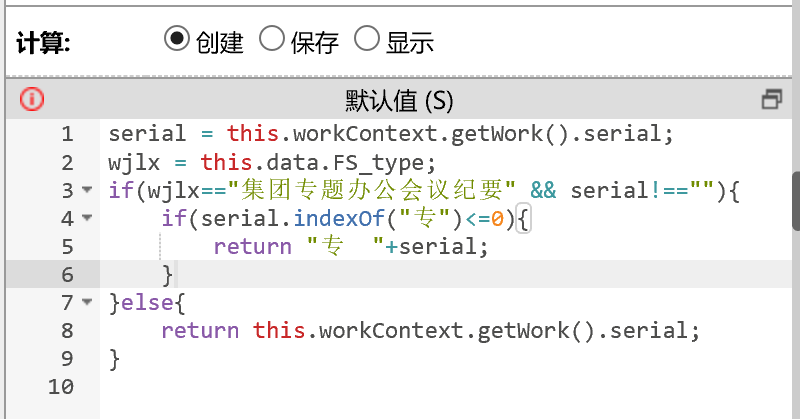 计算: 创建 保存 显示
默认值 (S)
1 serial = this.workContext.getWork().serial;
2 wjlx = this.data.FS_type;
3 if(wjlx=="集团专题办公会议纪要" && serial!==""){
4 if(serial.indexOf("专")<=0){
5 return "专  "+serial;
6 }
7 }else{
8 return this.workContext.getWork().serial;
9 }
10